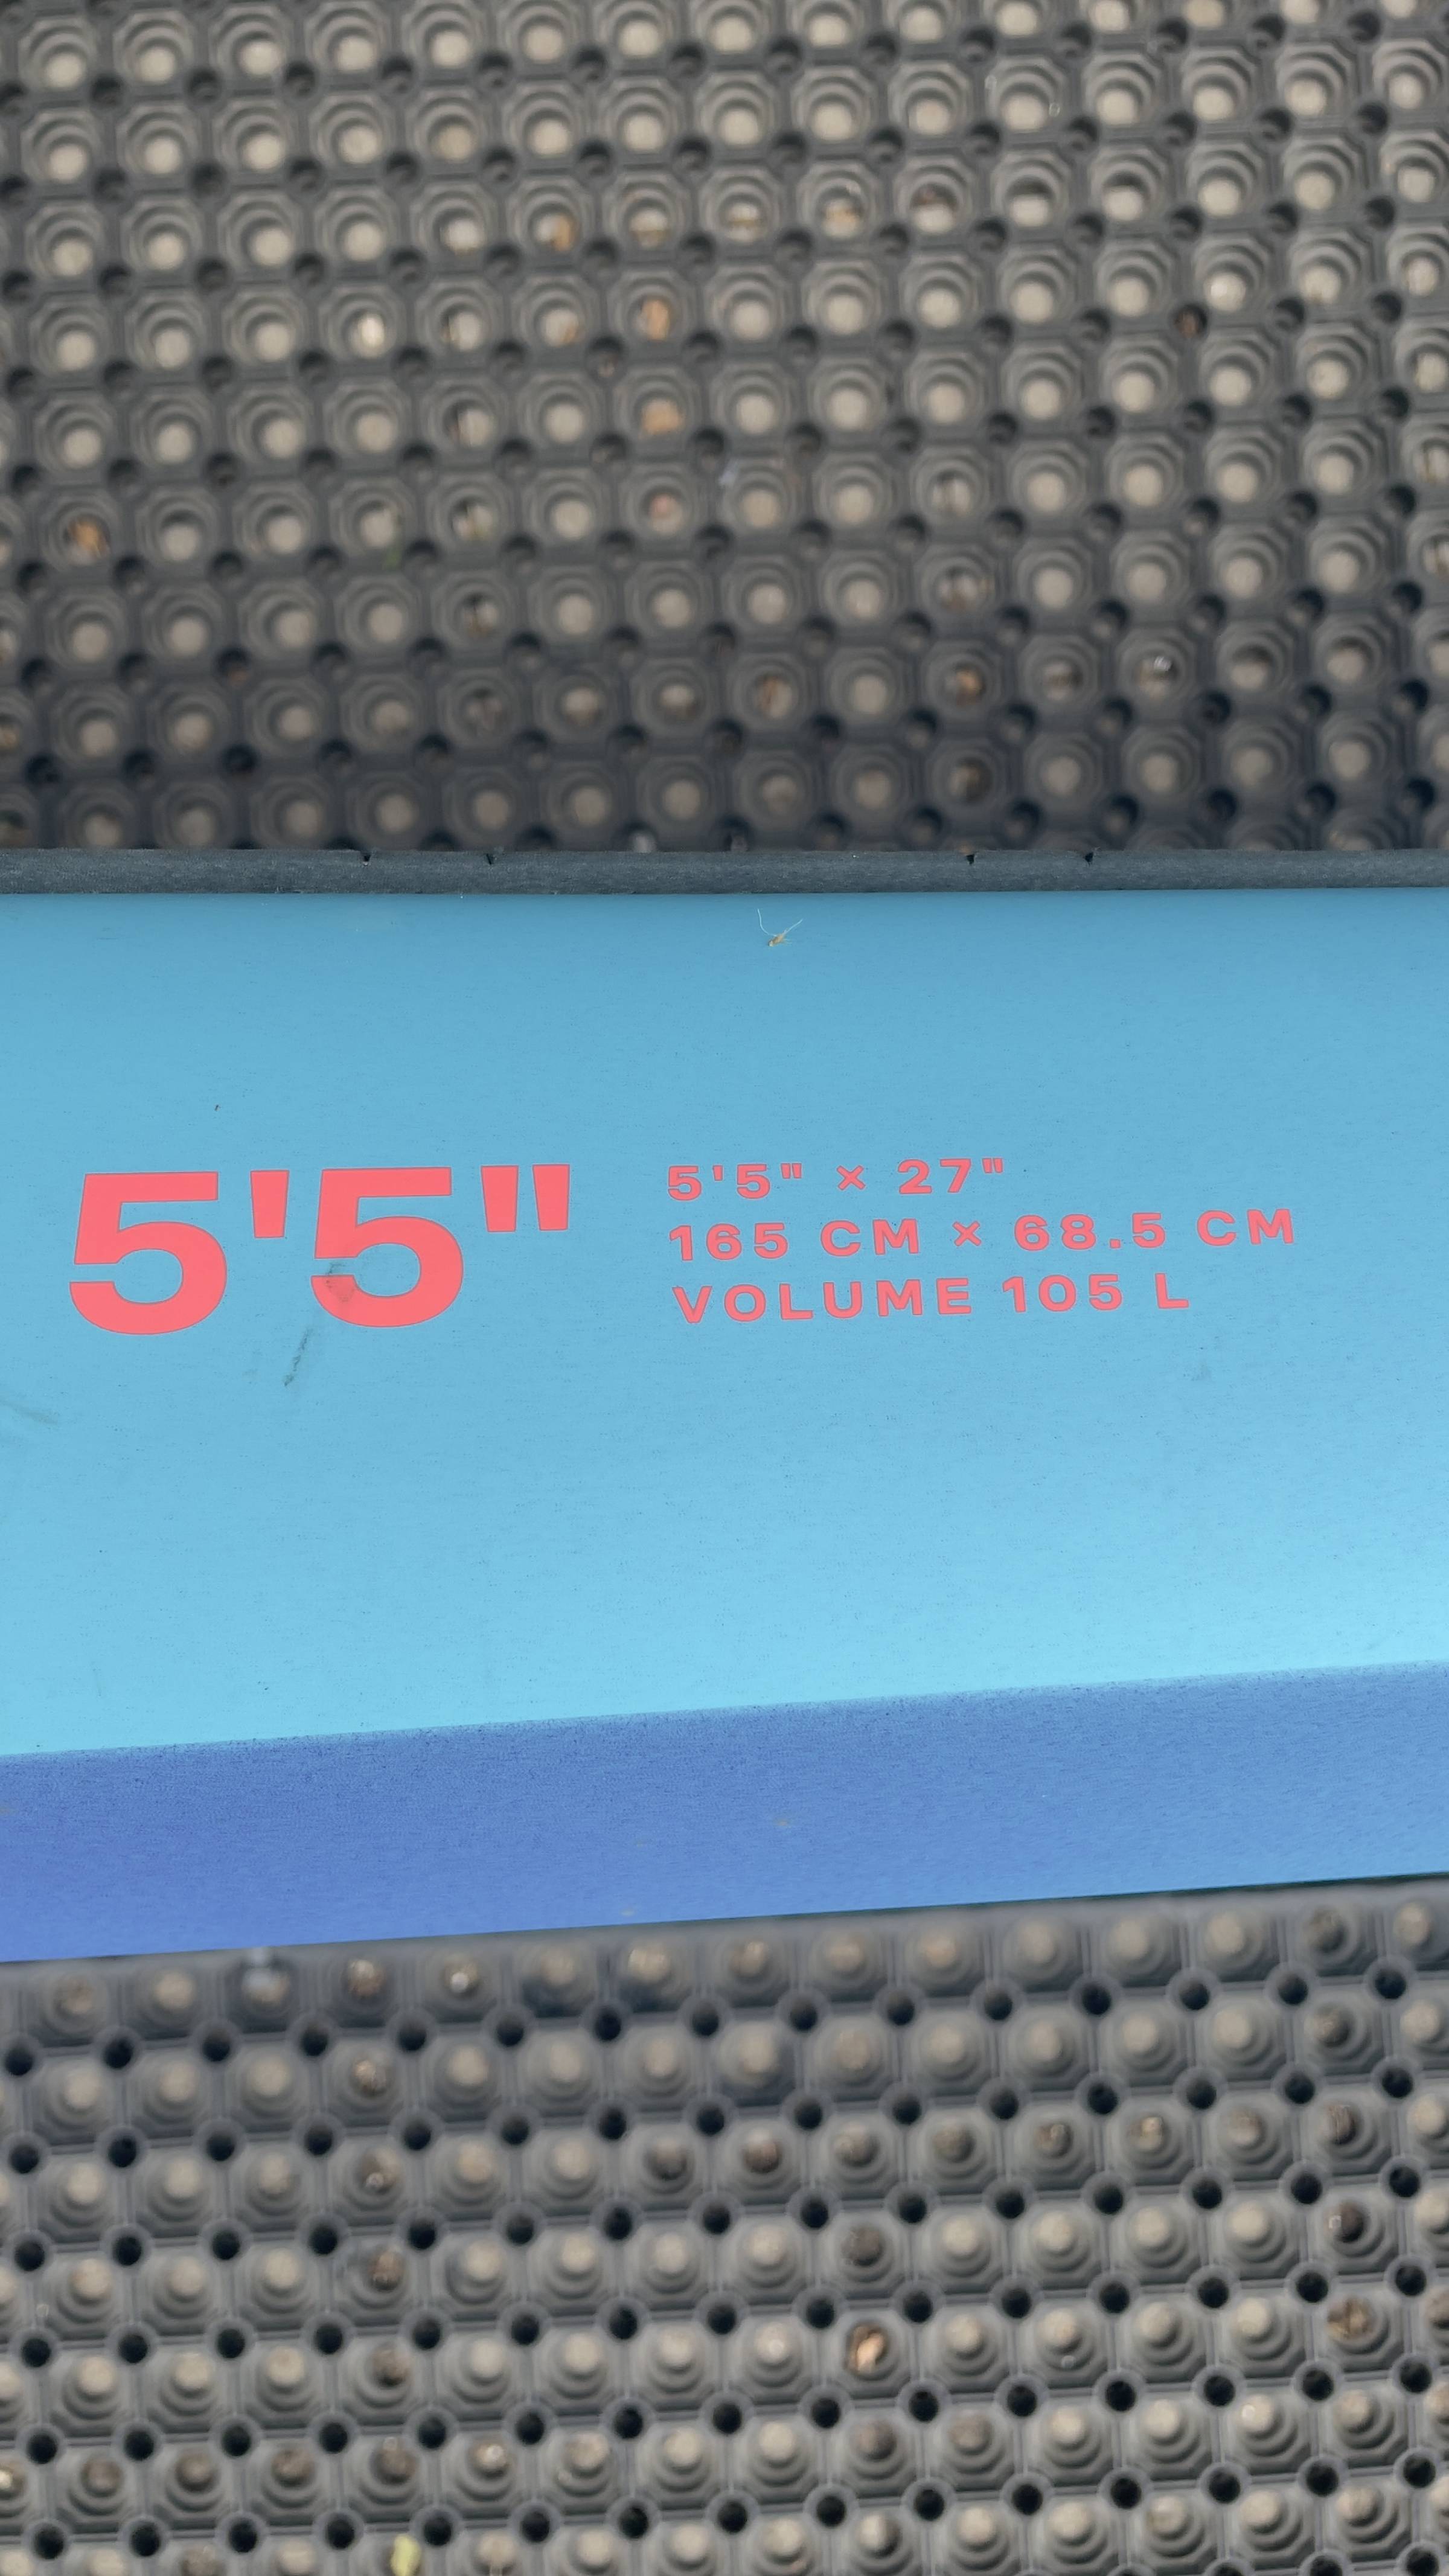 5'5"
5'5" × 27"
165 CM × 68.5 CM
VOLUME 105 L